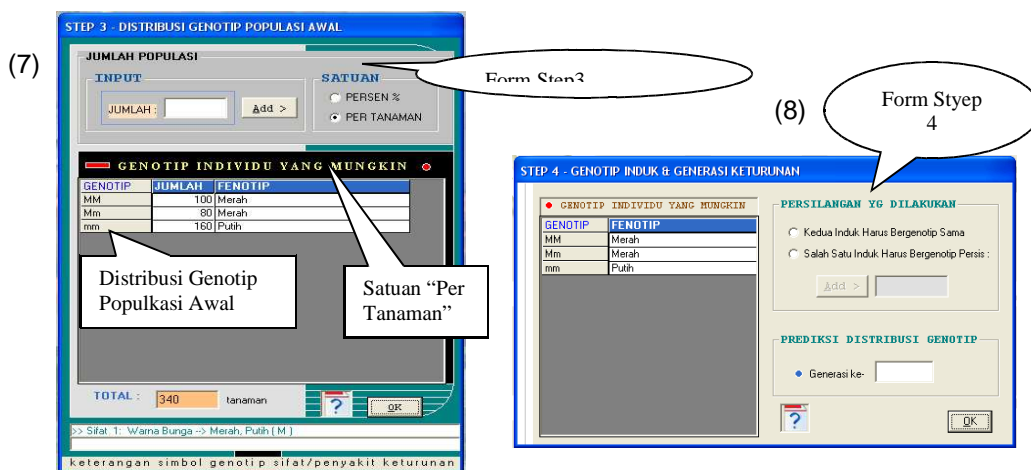 (7)
STEP 3 - DISTRIBUSI GENOTIP POPULASI AWAL
JUMLAH POPULASI
INPUT
JUMLAH :
Add >
SATUAN
PERSEN %
PER TANAMAN
Form Step3
GENOTIP INDIVIDU YANG MUNGKIN
GENOTIP JUMLAH FENOTIP
MM 100 Merah
Mm 80 Merah
mm 160 Putih
Distribusi Genotip
Populkasi Awal
Satuan “Per
Tanaman”
TOTAL : 340 tanaman
?
OK
>> Sifat 1: Warna Bunga --> Merah, Putih ( M )
keterangan simbol genotip sifat/penyakit keturunan
(8)
Form Styep
4
STEP 4 - GENOTIP INDUK & GENERASI KETURUNAN
GENOTIP INDIVIDU YANG MUNGKIN
GENOTIP FENOTIP
MM Merah
Mm Merah
mm Putih
PERSILANGAN YG DILAKUKAN
Kedua Induk Harus Bergenotip Sama
Salah Satu Induk Harus Bergenotip Persis :
Add >
PREDIKSI DISTRIBUSI GENOTIP
Generasi ke-
?
OK